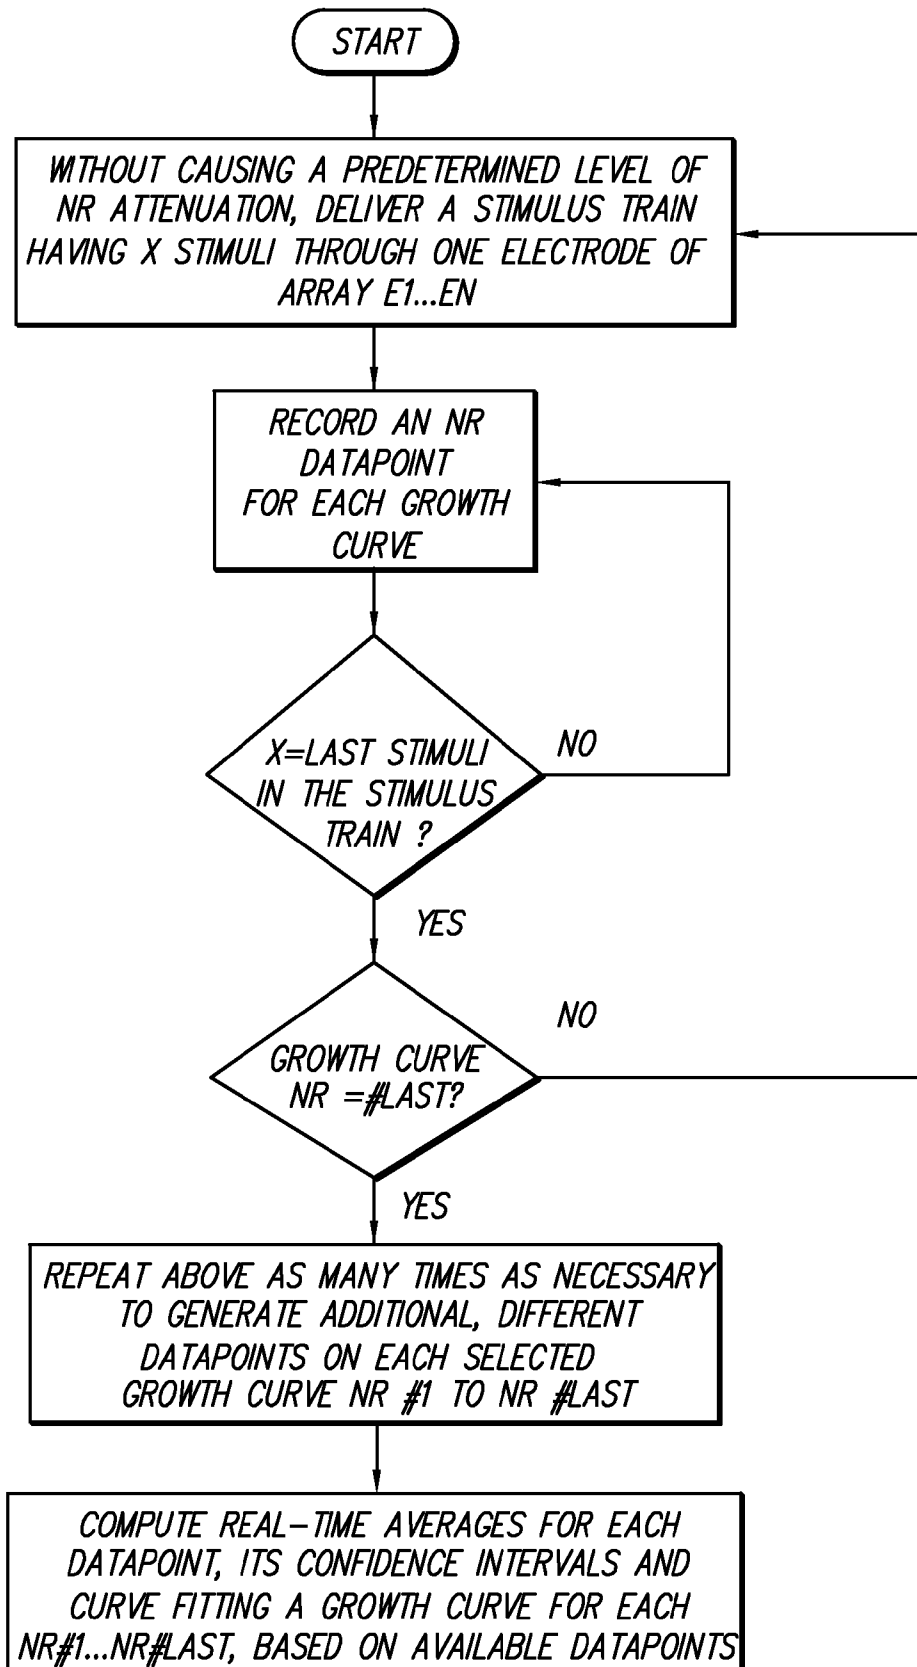 START
WITHOUT CAUSING A PREDETERMINED LEVEL OF
NR ATTENUATION, DELIVER A STIMULUS TRAIN
HAVING X STIMULI THROUGH ONE ELECTRODE OF
ARRAY E1...EN
RECORD AN NR
DATAPOINT
FOR EACH GROWTH
CURVE
X=LAST STIMULI
IN THE STIMULUS
TRAIN ?
NO
YES
GROWTH CURVE
NR =#LAST?
NO
YES
REPEAT ABOVE AS MANY TIMES AS NECESSARY
TO GENERATE ADDITIONAL, DIFFERENT
DATAPOINTS ON EACH SELECTED
GROWTH CURVE NR #1 TO NR #LAST
COMPUTE REAL-TIME AVERAGES FOR EACH
DATAPOINT, ITS CONFIDENCE INTERVALS AND
CURVE FITTING A GROWTH CURVE FOR EACH
NR#1...NR#LAST, BASED ON AVAILABLE DATAPOINTS